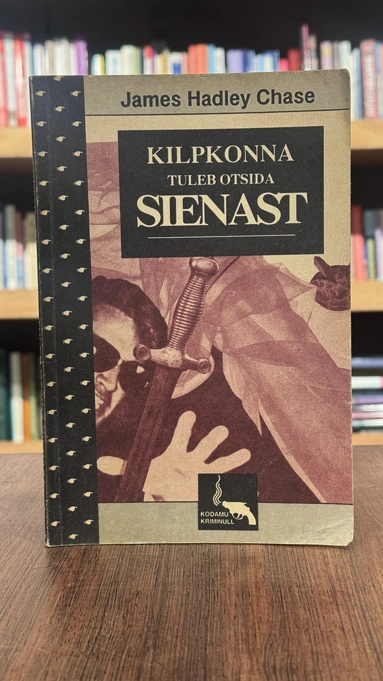 James Hadley Chase
KILPKONNA
TULEB OTSIDA
SIENAST
KODAMU
KRIMINULL